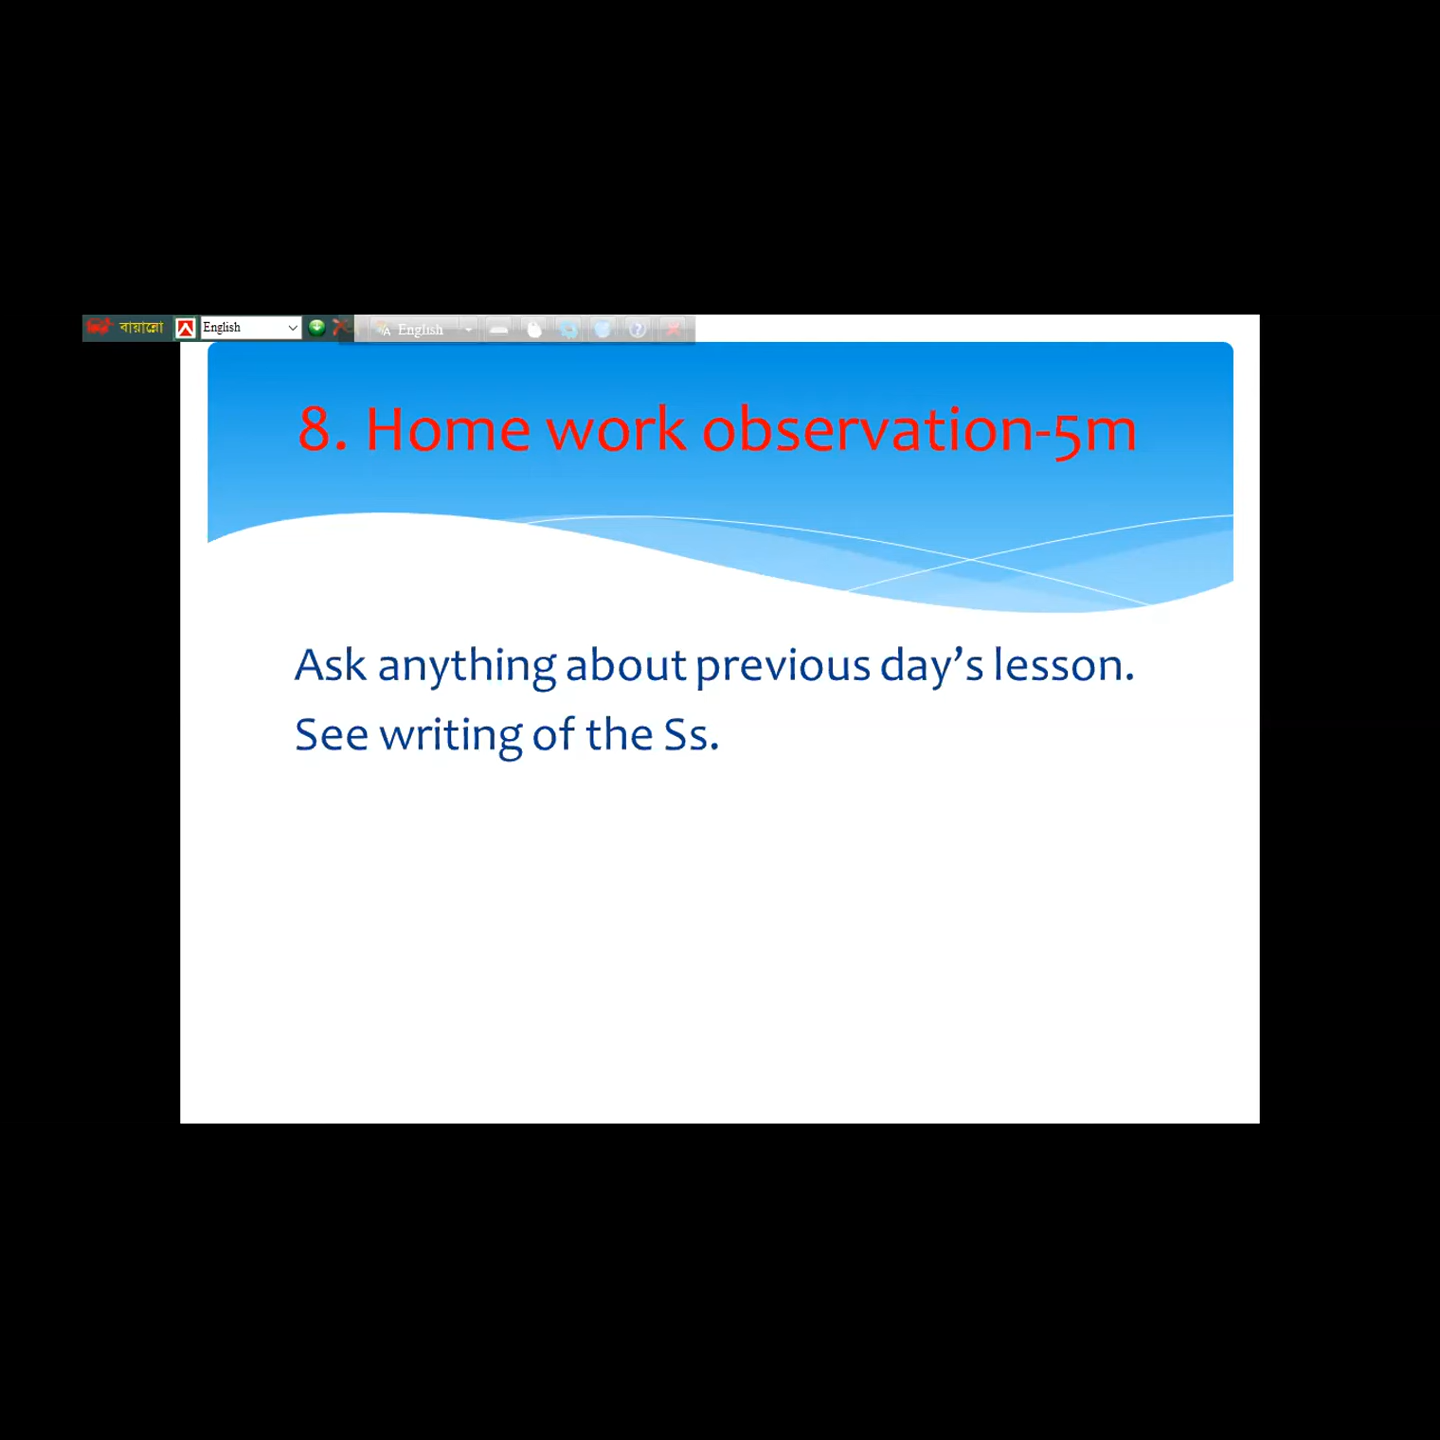 বায়ান্নো English English
8. Home work observation-5m
Ask anything about previous day’s lesson.
See writing of the Ss.